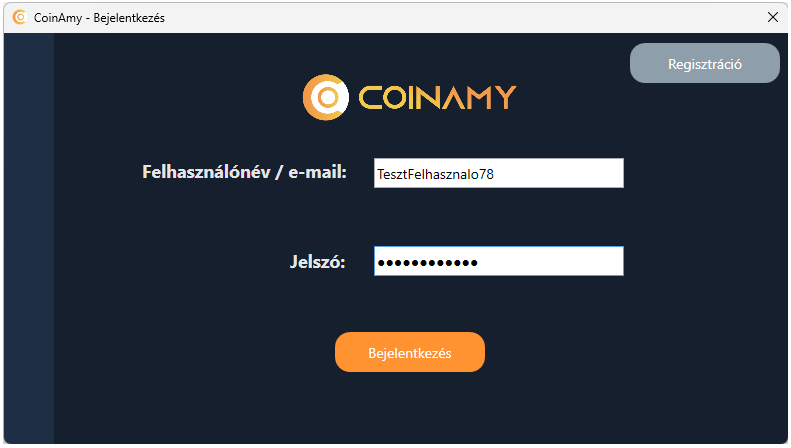 CoinAmy - Bejelentkezés
Regisztráció
COINAMY
Felhasználónév / e-mail:
TesztFelhasznalo78
Jelszó:
●●●●●●●●●●●●
Bejelentkezés